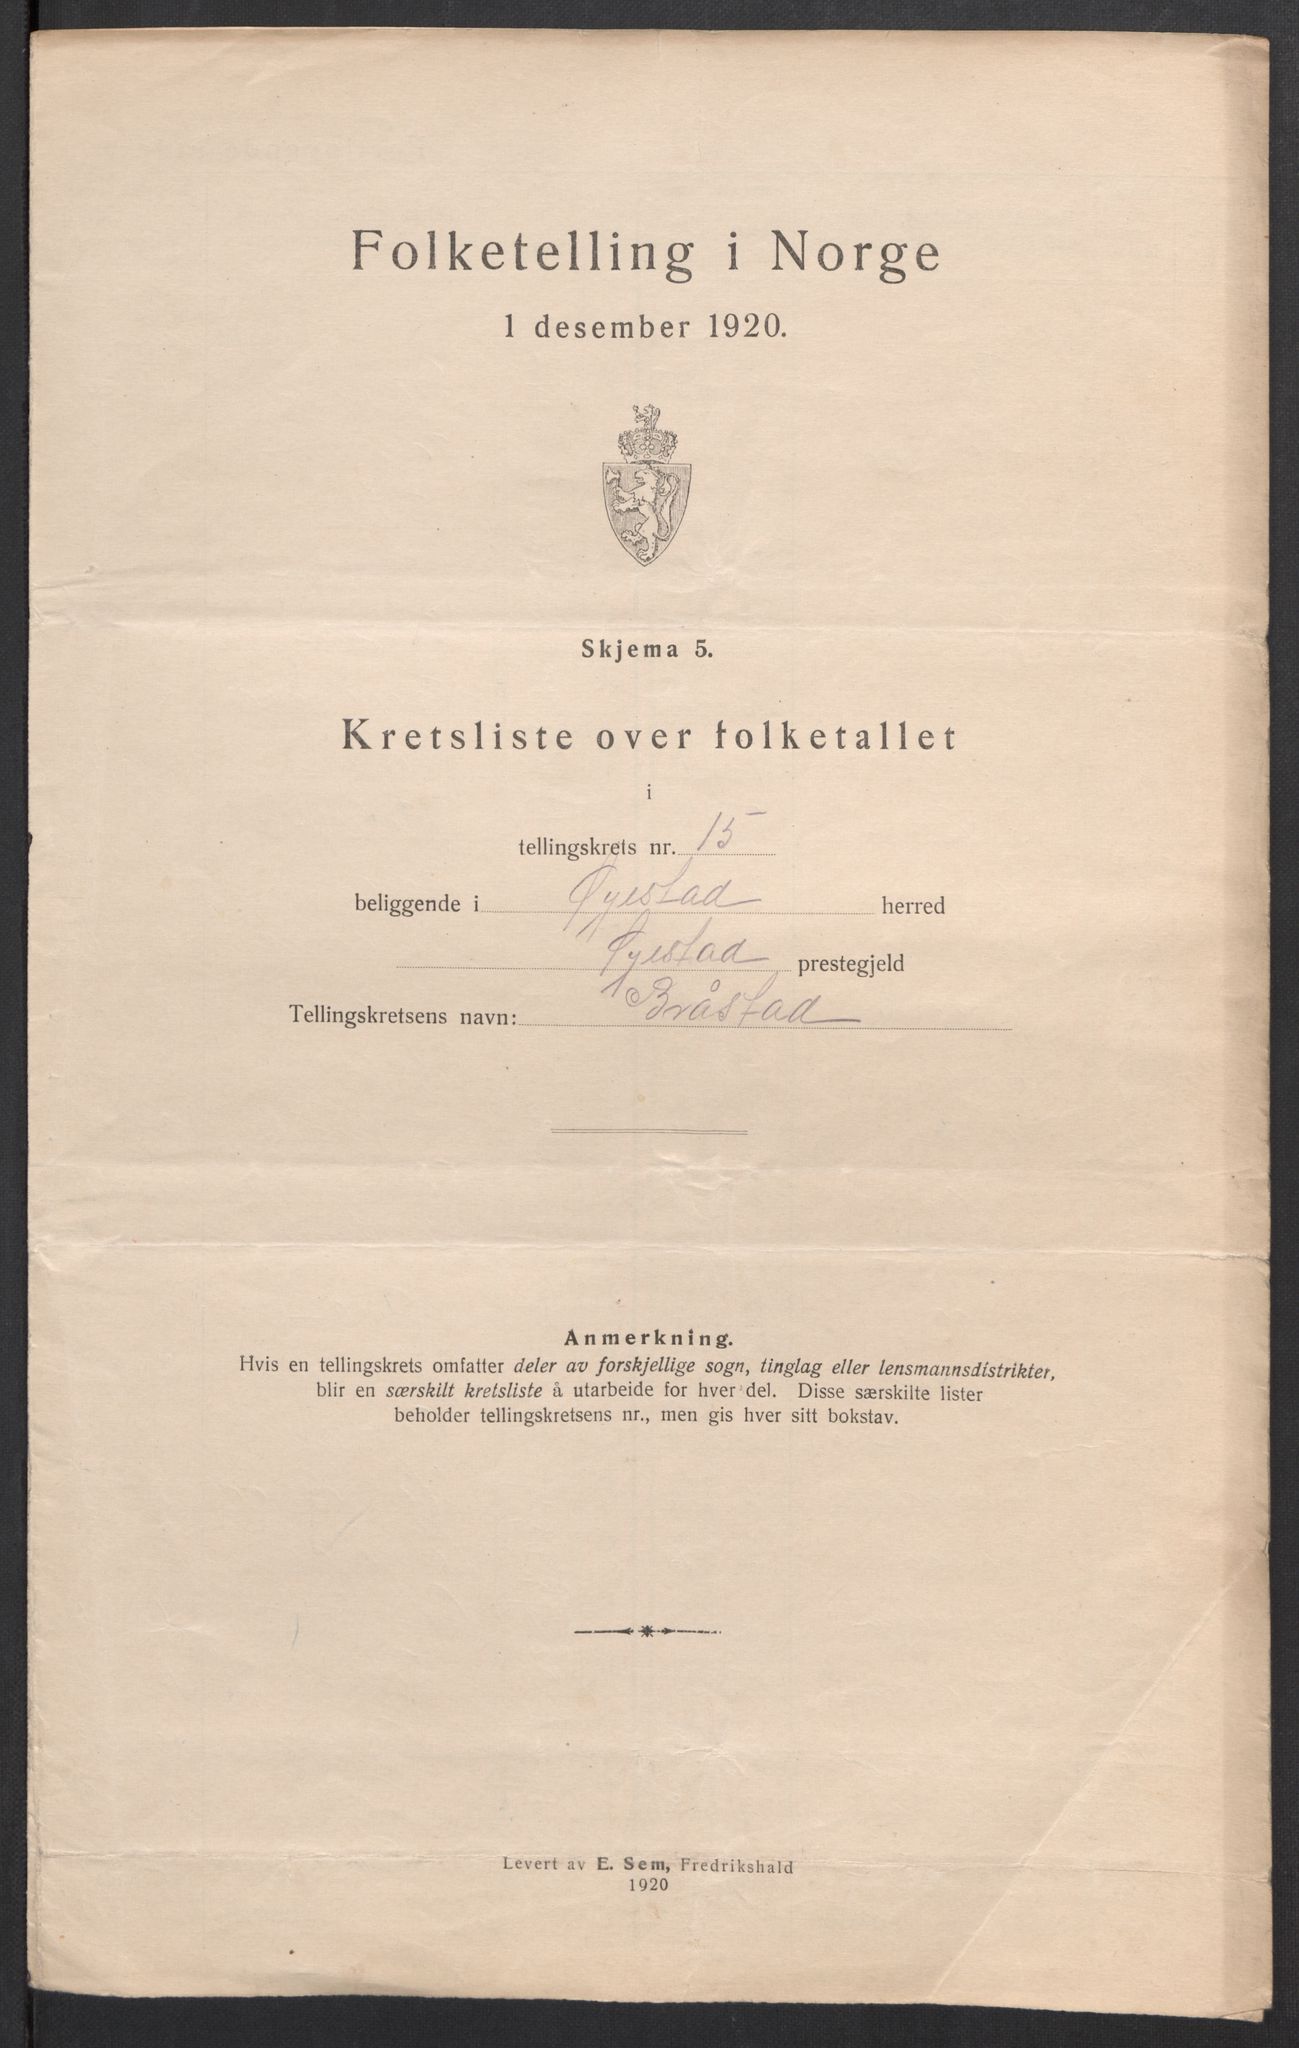 Folketelling i Norge
1 desember 1920.
Skjema 5.
Kretsliste over folketallet
i
tellingskrets nr. 15
beliggende i Øyestad herred
Øyestad prestegjeld
Tellingskretsens navn: Bråstad
Anmerkning.
Hvis en tellingskrets omfatter deler av forskjellige sogn, tinglag eller lensmannsdistrikter,
blir en særskilt kretsliste å utarbeide for hver del. Disse særskilte lister
beholder tellingskretsens nr., men gis hver sitt bokstav.
Levert av E. Sem, Fredrikshald
1920